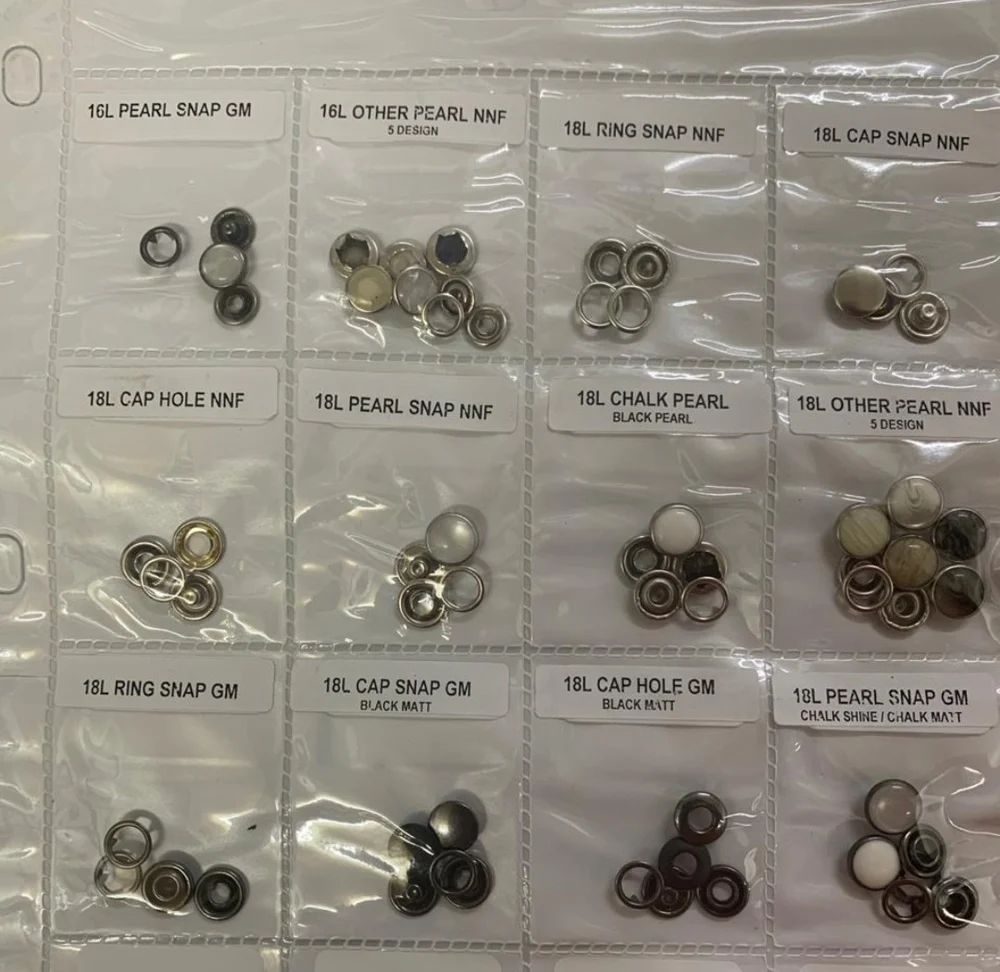 16L PEARL SNAP GM
16L OTHER PEARL NNF
5 DESIGN
18L RING SNAP NNF
18L CAP SNAP NNF
18L CAP HOLE NNF
18L PEARL SNAP NNF
18L CHALK PEARL
BLACK PEARL
18L OTHER PEARL NNF
5 DESIGN
18L RING SNAP GM
18L CAP SNAP GM
BLACK MATT
18L CAP HOLE GM
BLACK MATT
18L PEARL SNAP GM
CHALK SHINE / CHALK MATT